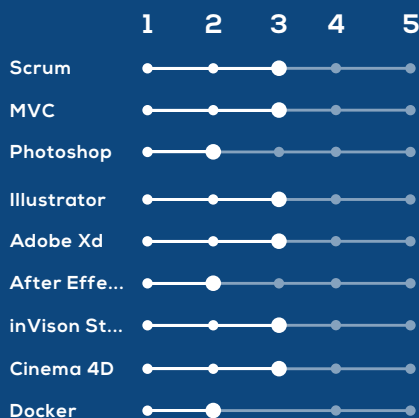 1 2 3 4 5
Scrum
MVC
Photoshop
Illustrator
Adobe Xd
After Effe...
inVison St...
Cinema 4D
Docker